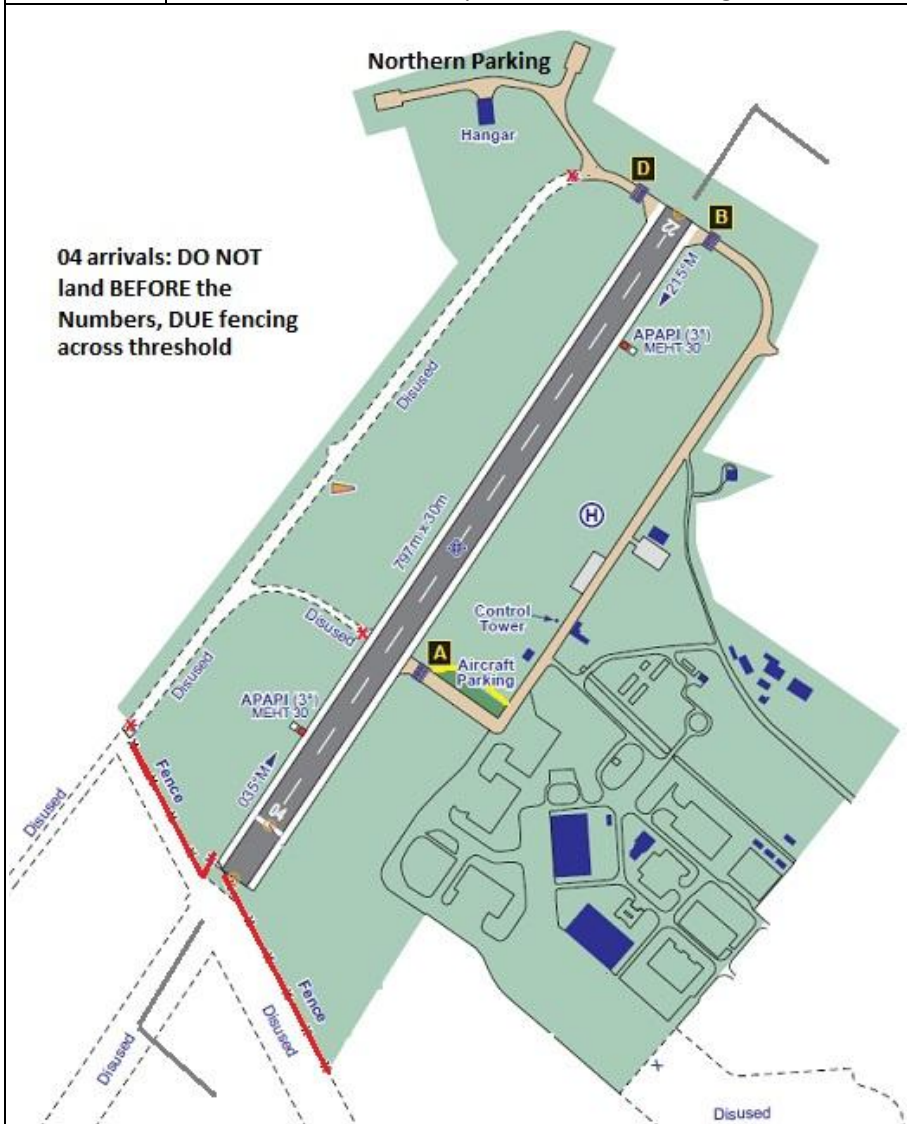 Northern Parking
Hangar
D
B
22
215°M
04 arrivals: DO NOT
land BEFORE the
Numbers, DUE fencing
across threshold
APAPI (3°)
MEHT 30
Disused
797m x 30m
H
Control
Tower
Disused
A
Aircraft
Parking
Disused
APAPI (3°)
MEHT 30
035°M
04
Fence
Disused
Fence
Disused
Disused
Disused